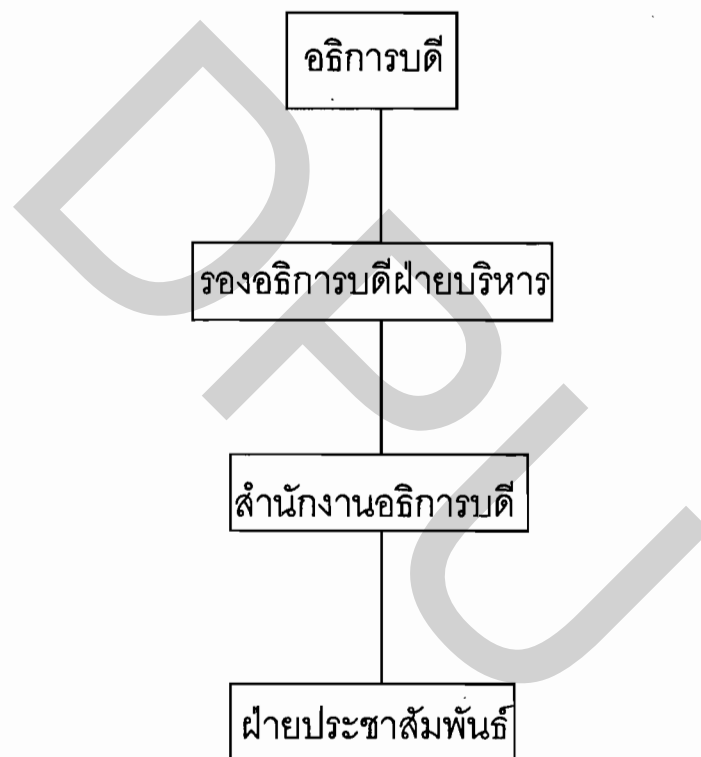 อธิการบดี
รองอธิการบดีฝ่ายบริหาร
สำนักงานอธิการบดี
ฝ่ายประชาสัมพันธ์
DPU